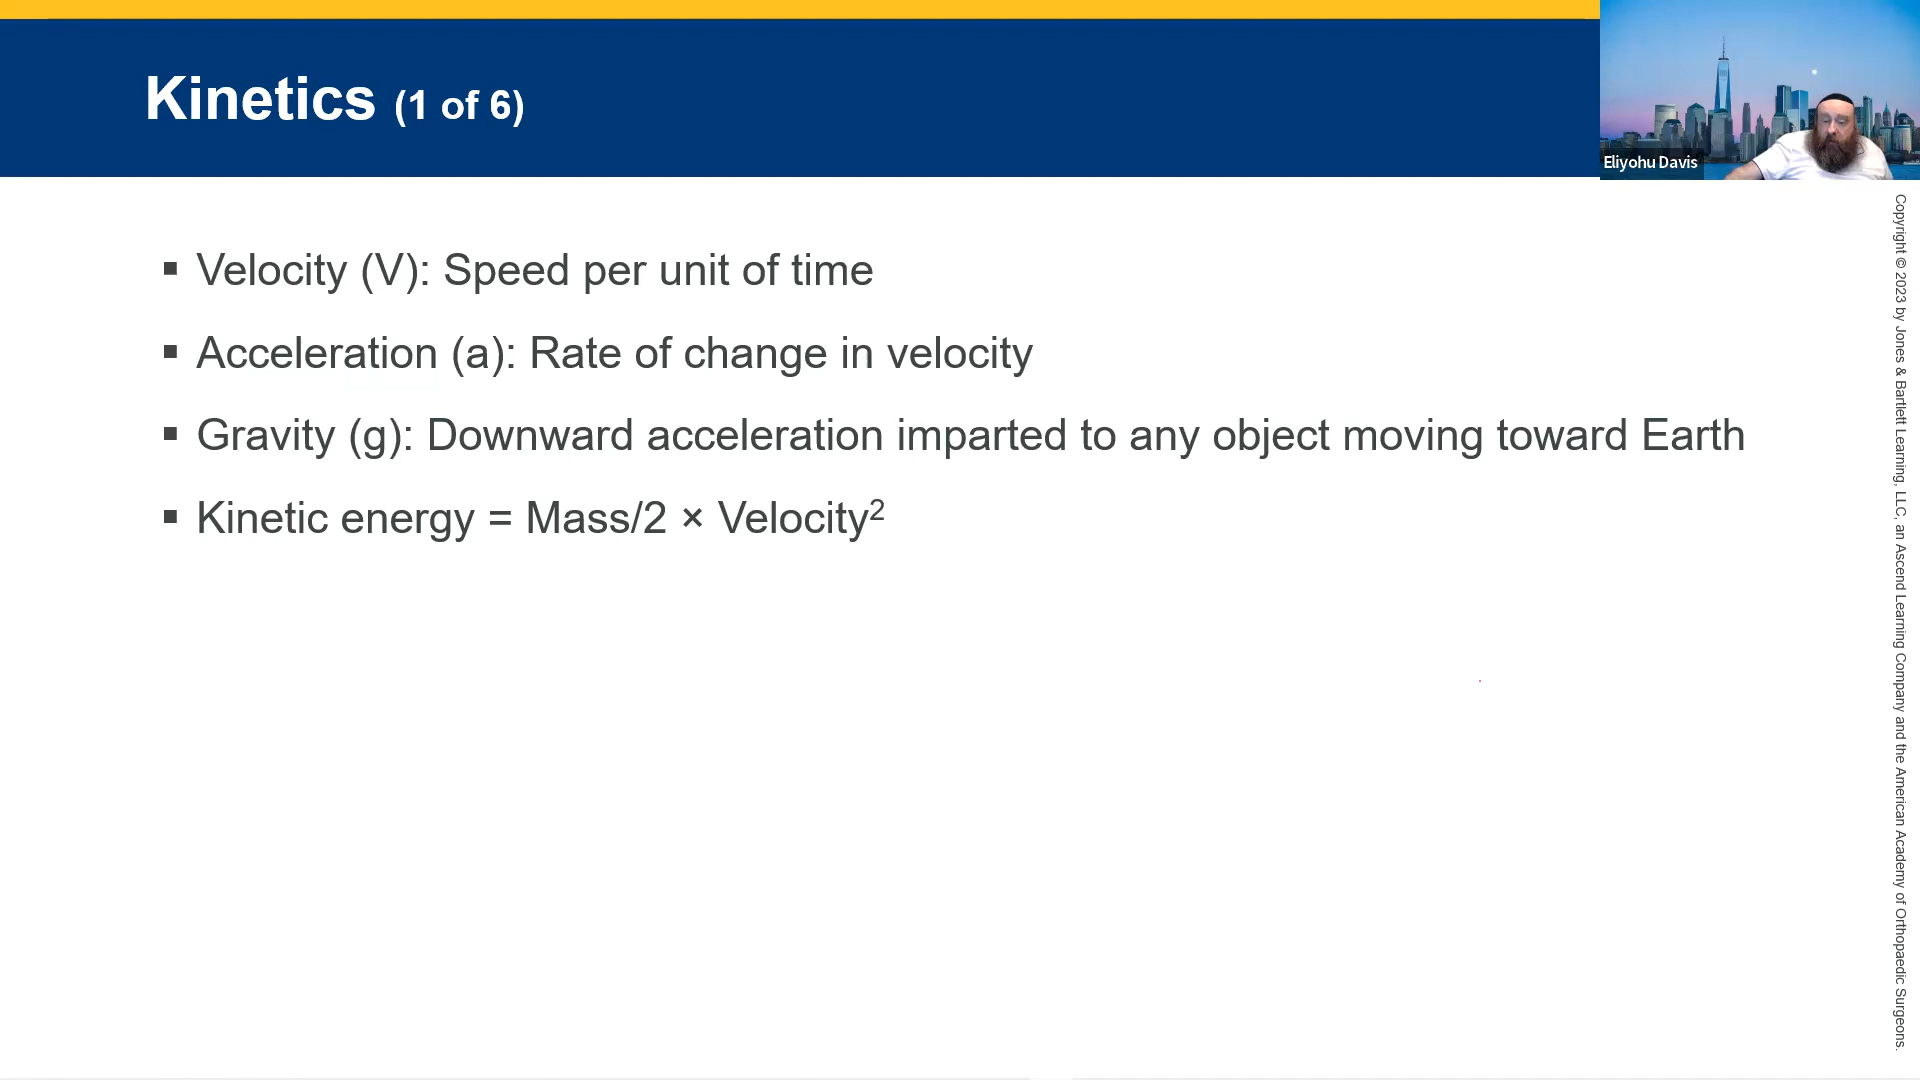 Kinetics (1 of 6)
Eliyohu Davis
▪ Velocity (V): Speed per unit of time
▪ Acceleration (a): Rate of change in velocity
▪ Gravity (g): Downward acceleration imparted to any object moving toward Earth
▪ Kinetic energy = Mass/2 × Velocity²
Copyright © 2023 by Jones & Bartlett Learning, LLC, an Ascend Learning Company and the American Academy of Orthopaedic Surgeons.